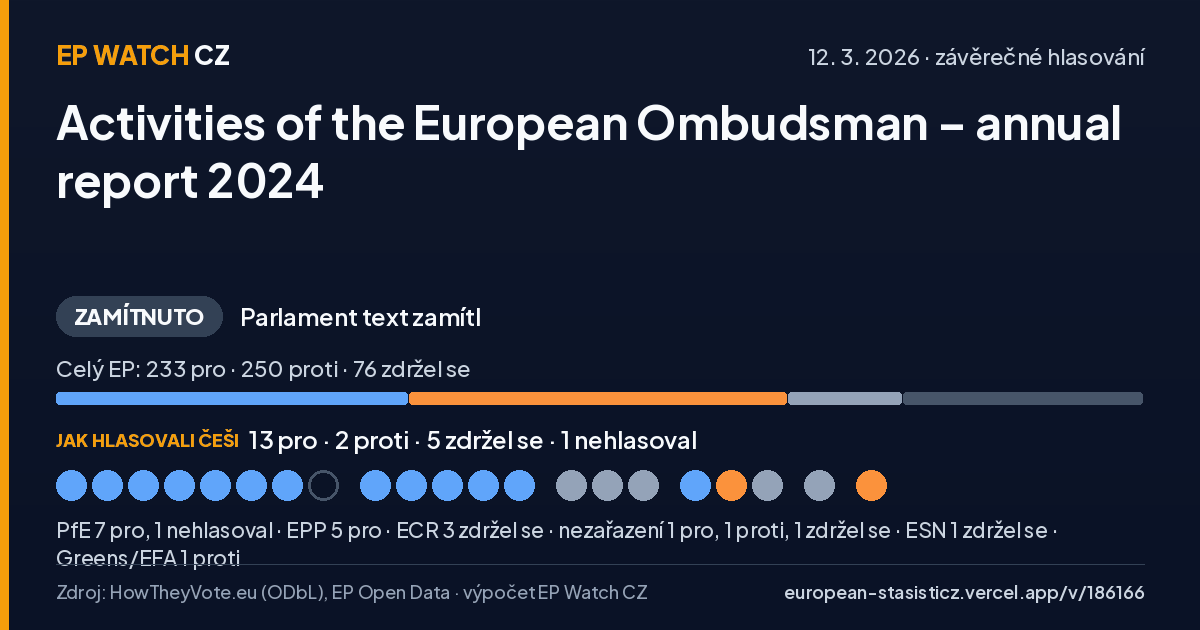 EP WATCH CZ
12. 3. 2026 · závěrečné hlasování
Activities of the European Ombudsman – annual
report 2024
ZAMÍTNUTO
Parlament text zamítl
Celý EP: 233 pro · 250 proti · 76 zdržel se
JAK HLASOVALI ČEŠI 13 pro · 2 proti · 5 zdržel se · 1 nehlasoval
PfE 7 pro, 1 nehlasoval · EPP 5 pro · ECR 3 zdržel se · nezařazení 1 pro, 1 proti, 1 zdržel se · ESN 1 zdržel se ·
Greens/EFA 1 proti
Zdroj: HowTheyVote.eu (ODbL), EP Open Data · výpočet EP Watch CZ
european-stasisticz.vercel.app/v/186166